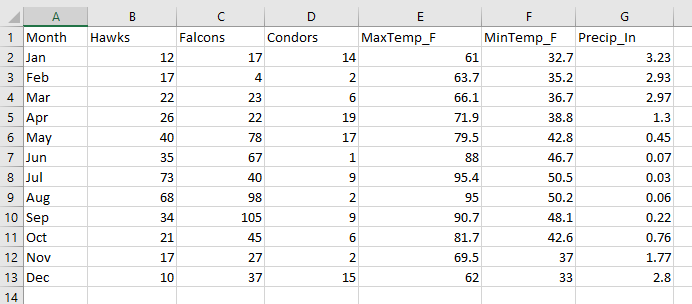 A B C D E F G
1 Month Hawks Falcons Condors MaxTemp_F MinTemp_F Precip_In
2 Jan 12 17 14 61 32.7 3.23
3 Feb 17 4 2 63.7 35.2 2.93
4 Mar 22 23 6 66.1 36.7 2.97
5 Apr 26 22 19 71.9 38.8 1.3
6 May 40 78 17 79.5 42.8 0.45
7 Jun 35 67 1 88 46.7 0.07
8 Jul 73 40 9 95.4 50.5 0.03
9 Aug 68 98 2 95 50.2 0.06
10 Sep 34 105 9 90.7 48.1 0.22
11 Oct 21 45 6 81.7 42.6 0.76
12 Nov 17 27 2 69.5 37 1.77
13 Dec 10 37 15 62 33 2.8
14